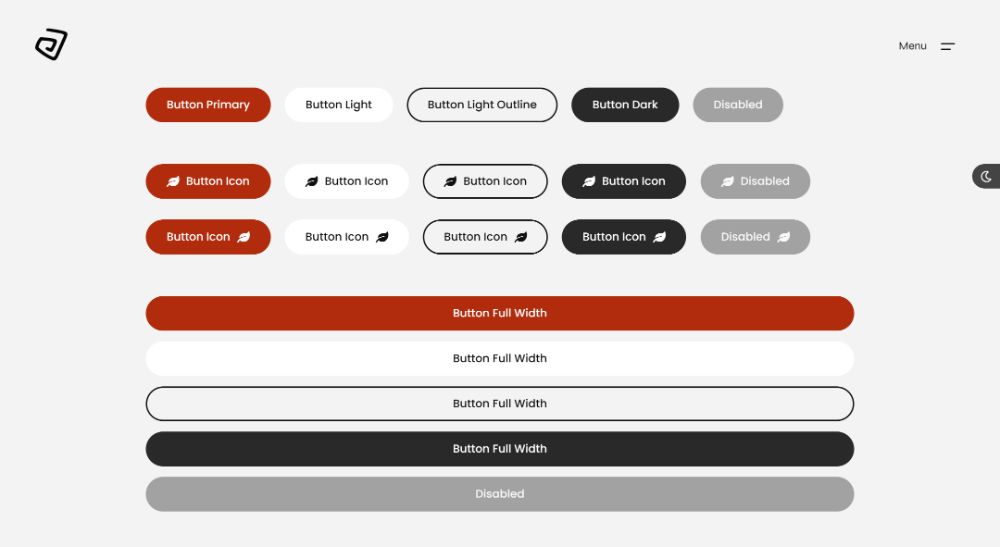 Menu
Button Primary Button Light Button Light Outline Button Dark Disabled
Button Icon Button Icon Button Icon Button Icon Disabled
Button Icon Button Icon Button Icon Button Icon Disabled
Button Full Width
Button Full Width
Button Full Width
Button Full Width
Disabled